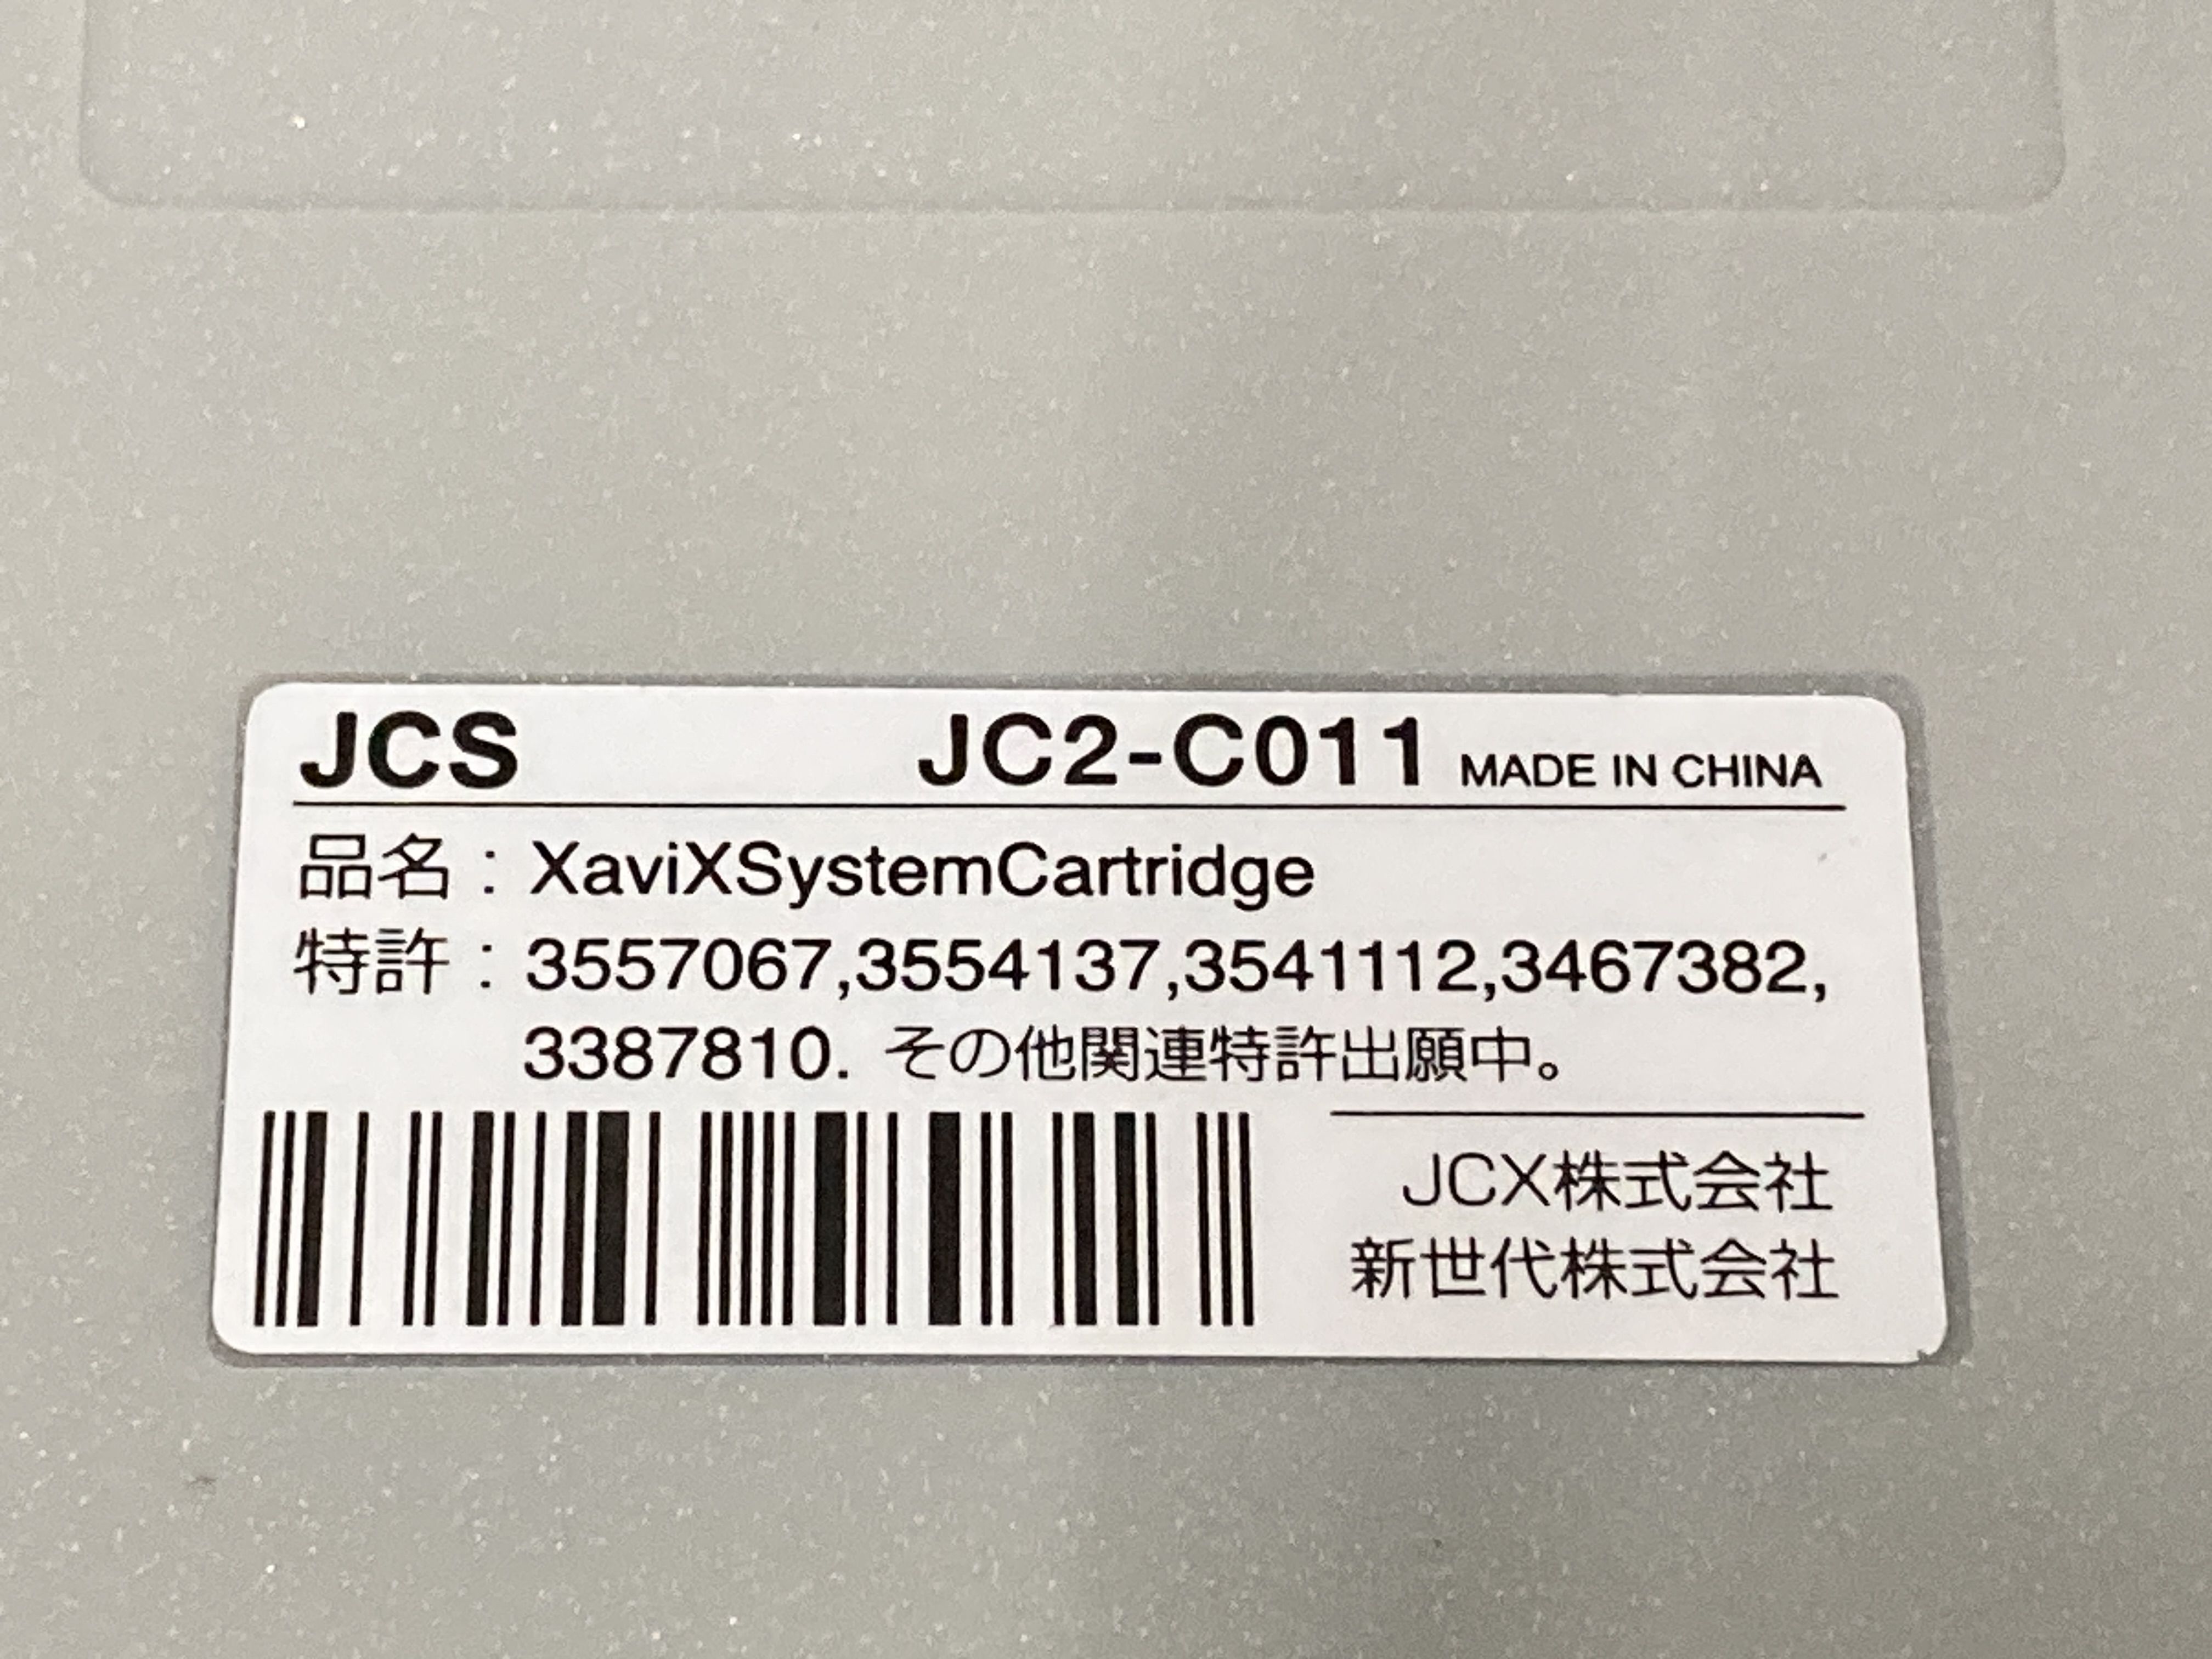 JCS JC2-C011 MADE IN CHINA
品名：XaviXSystemCartridge
特許：3557067,3554137,3541112,3467382,
3387810. その他関連特許出願中。
JCX株式会社
新世代株式会社